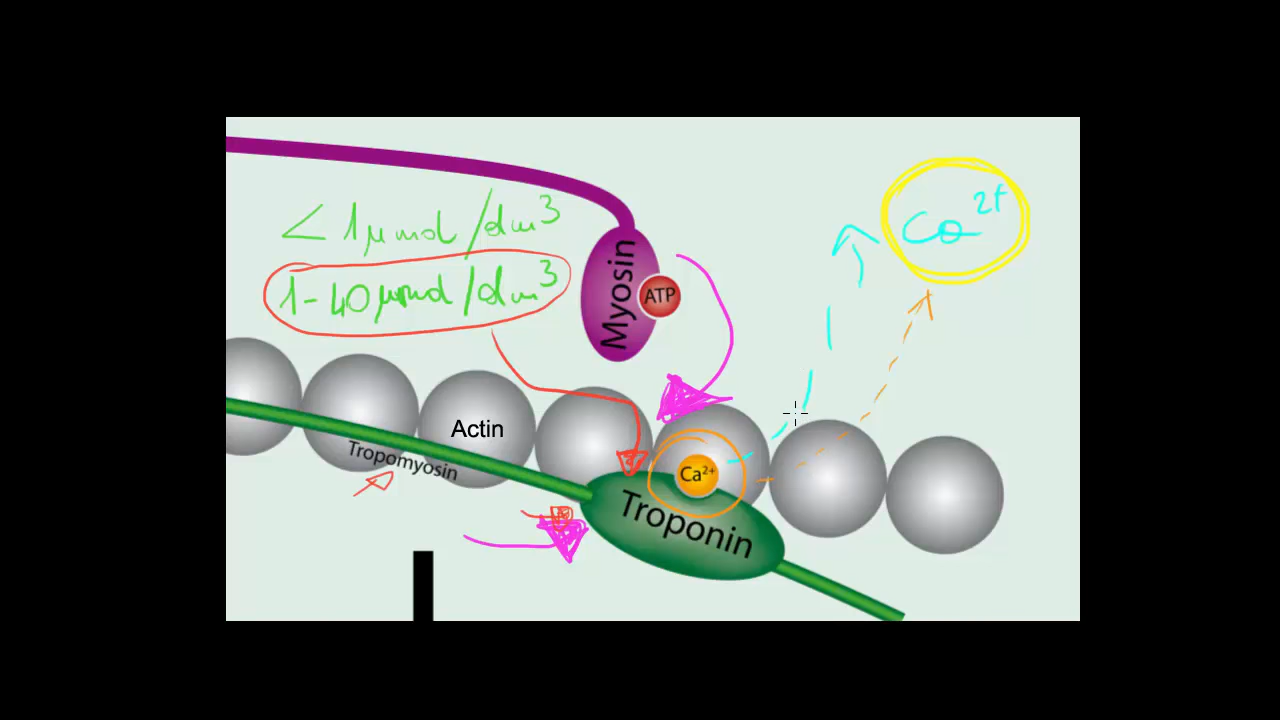 < 1 μmol/dm³
Ca²⁺
1-40 μmol/dm³
Myosin
ATP
Actin
Tropomyosin
Ca²⁺
Troponin